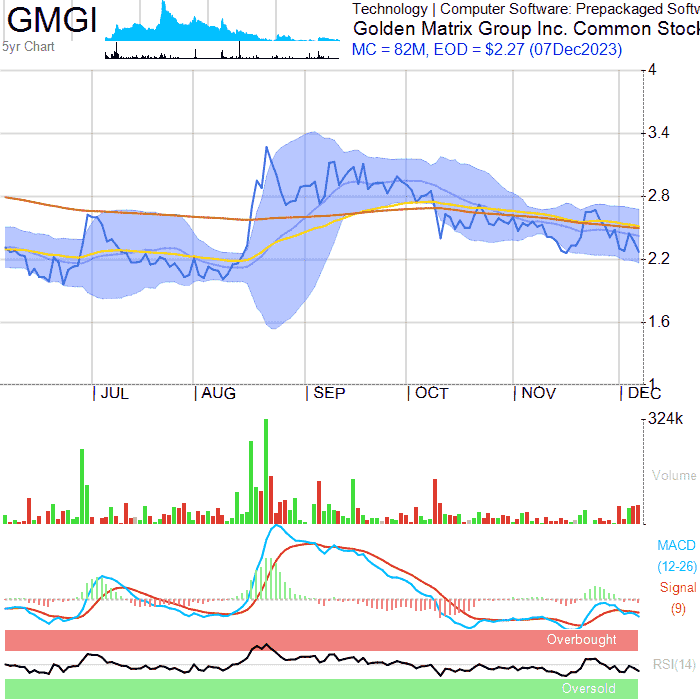 GMGI
5yr Chart
Technology | Computer Software: Prepackaged Softw
Golden Matrix Group Inc. Common Stock
MC = 82M, EOD = $2.27 (07Dec2023)
4
3.4
2.8
2.2
1.6
1
JUL AUG SEP OCT NOV DEC
324k
Volume
MACD
(12-26)
Signal
(9)
Overbought
RSI(14)
Oversold